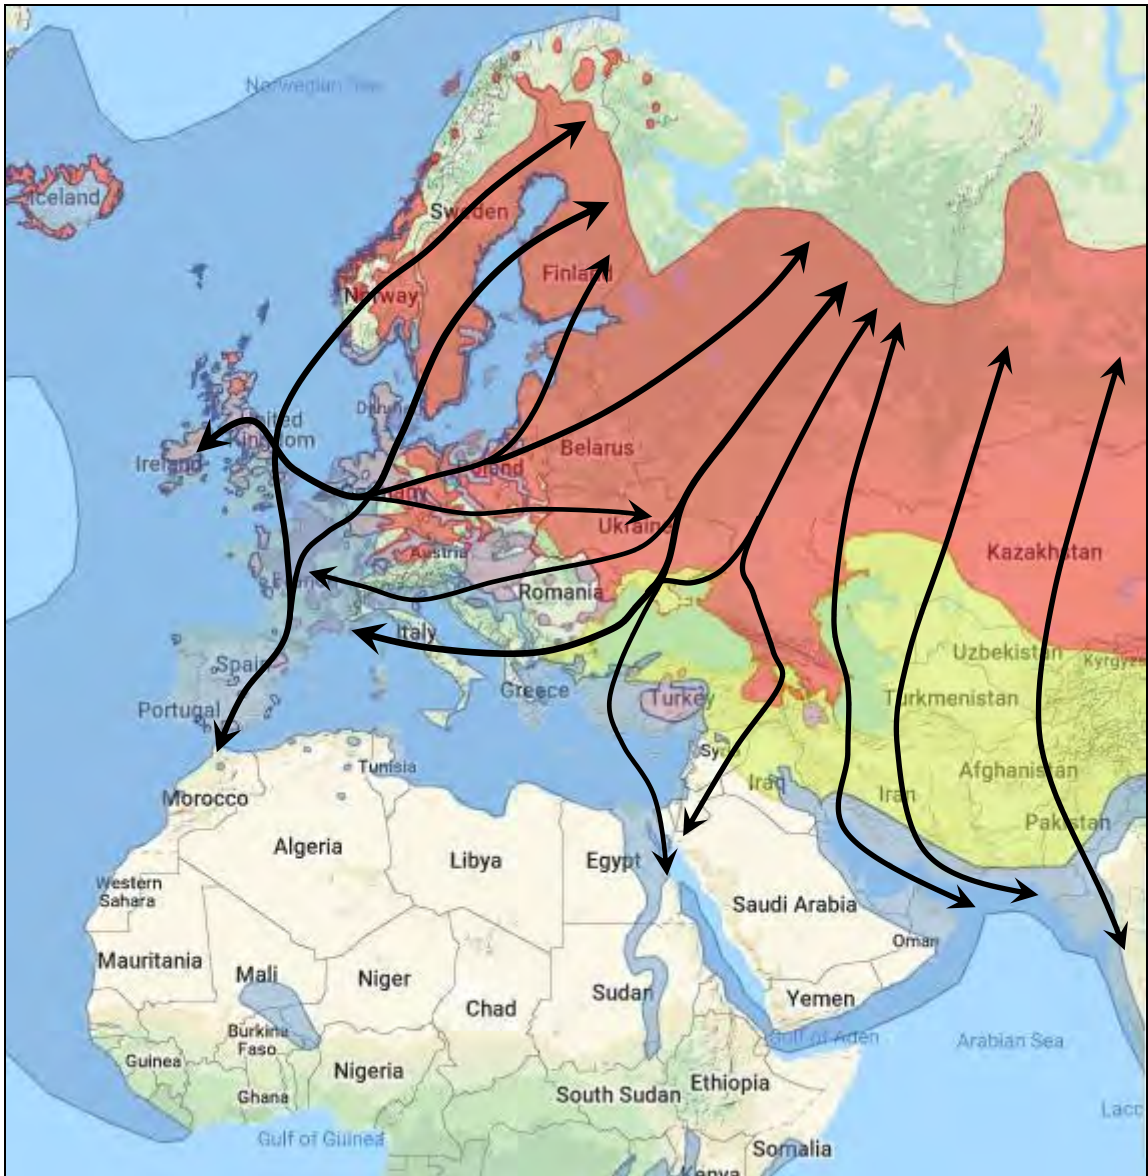 Norwegian Sea
Iceland
Sweden
Finland
Norway
United
Kingdom
Ireland
Belarus
Ukraine
Kazakhstan
Austria
Romania
Italy
Spain
Greece
Turkey
Uzbekistan
Kyrgyz
Portugal
Turkmenistan
Tunisia
Iraq
Iran
Afghanistan
Morocco
Pakistan
Algeria
Libya
Egypt
Western
Sahara
Saudi Arabia
Oman
Mauritania
Mali
Niger
Chad
Sudan
Yemen
Burkina
Faso
Gulf of Aden
Arabian Sea
Guinea
Nigeria
Ghana
South Sudan
Ethiopia
Lacc
Gulf of Guinea
Somalia
Kenya